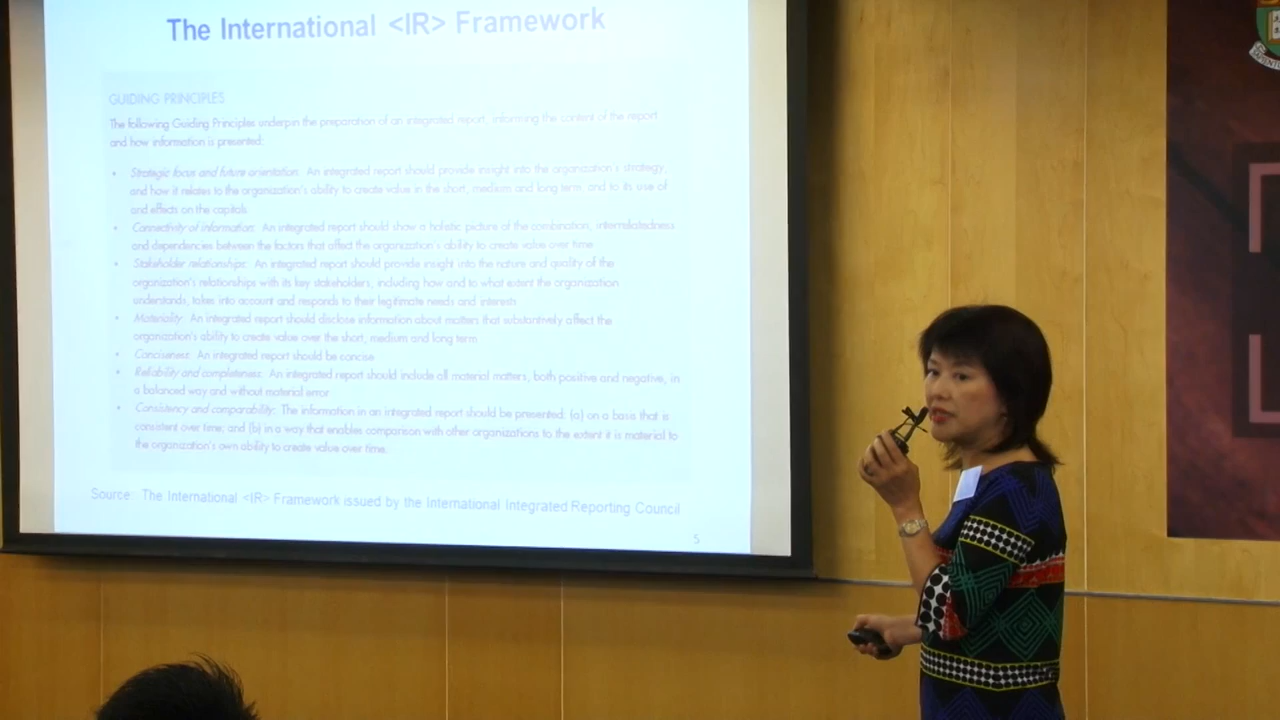 The International <IR> Framework
GUIDING PRINCIPLES
The following Guiding Principles underpin the preparation of an integrated report, informing the content of the report
and how information is presented:
• Strategic focus and future orientation: An integrated report should provide insight into the organization's strategy,
and how it relates to the organization's ability to create value in the short, medium and long term, and to its use of
and effects on the capitals
• Connectivity of information: An integrated report should show a holistic picture of the combination, interrelatedness
and dependencies between the factors that affect the organization's ability to create value over time
• Stakeholder relationships: An integrated report should provide insight into the nature and quality of the
organization's relationships with its key stakeholders, including how and to what extent the organization
understands, takes into account and responds to their legitimate needs and interests
• Materiality: An integrated report should disclose information about matters that substantively affect the
organization's ability to create value over the short, medium and long term
• Conciseness: An integrated report should be concise
• Reliability and completeness: An integrated report should include all material matters, both positive and negative, in
a balanced way and without material error
• Consistency and comparability: The information in an integrated report should be presented: (a) on a basis that is
consistent over time; and (b) in a way that enables comparison with other organizations to the extent it is material to
the organization's own ability to create value over time.
Source: The International <IR> Framework issued by the International Integrated Reporting Council
5